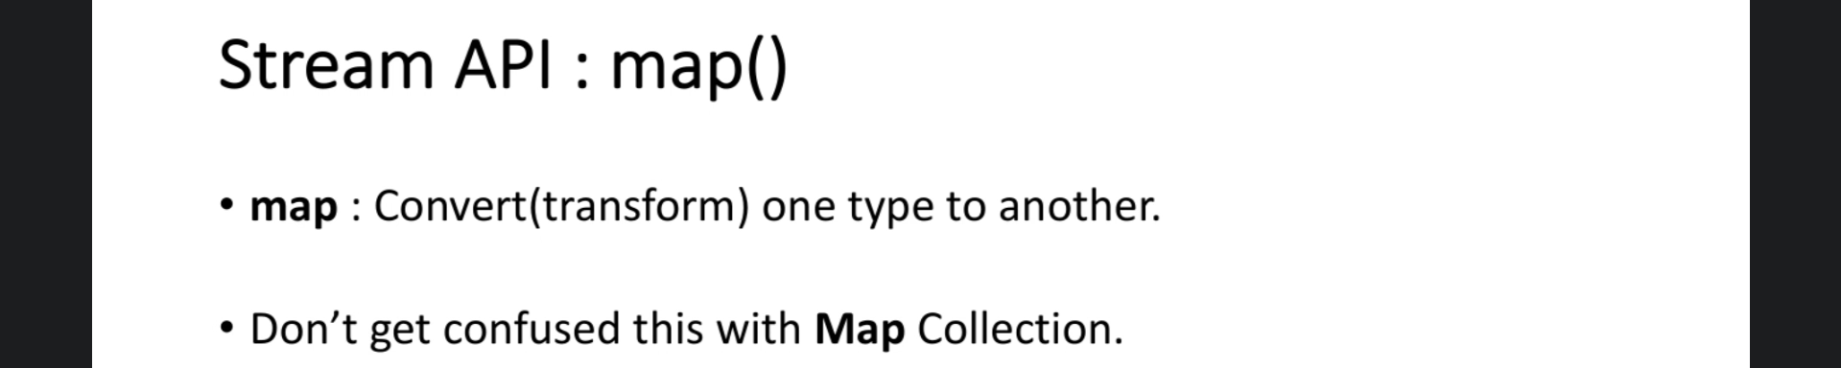 Stream API : map()
• map : Convert(transform) one type to another.
• Don’t get confused this with Map Collection.